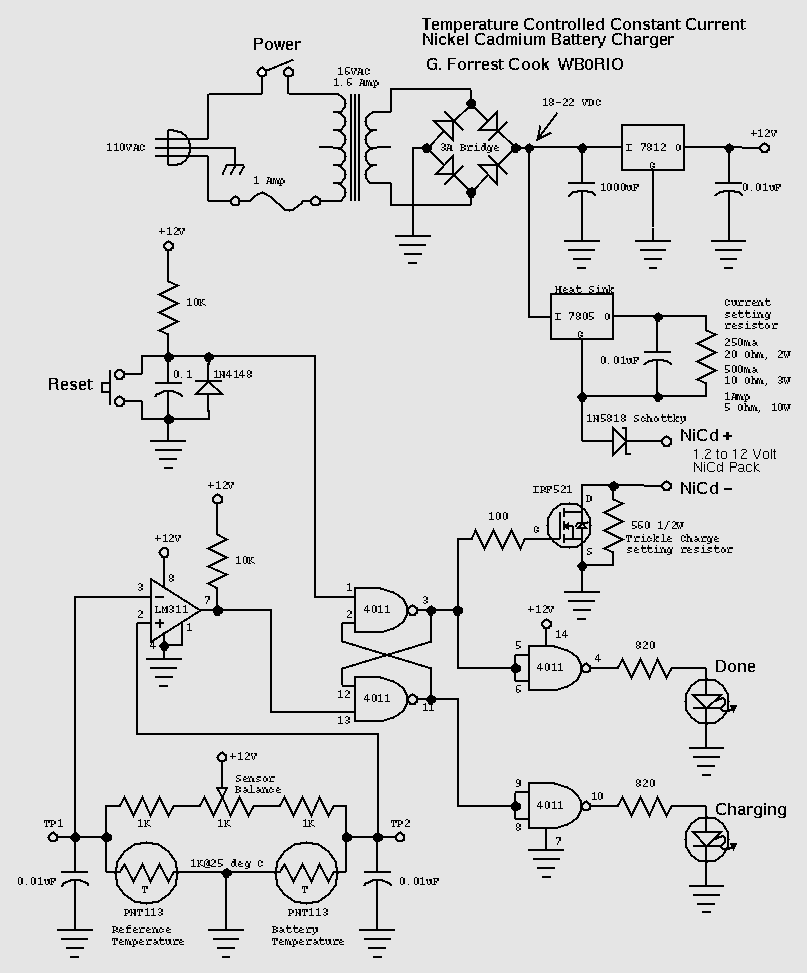 Temperature Controlled Constant Current
Nickel Cadmium Battery Charger
G. Forrest Cook WB0RIO
Power
16VAC
1.6 Amp
18-22 VDC
110VAC
3A Bridge
I 7812 O
G
+12V
1 Amp
1000uF
0.01uF
+12V
10K
Heat Sink
I 7805 O
G
0.01uF
Current
setting
resistor
250ma
20 Ohm, 2W
500ma
10 Ohm, 3W
1Amp
5 Ohm, 10W
Reset
0.1
1N4148
1N5818 Schottky
NiCd +
1.2 to 12 Volt
NiCd Pack
NiCd -
+12V
10K
IRF521
D
G
S
100
560 1/2W
Trickle Charge
setting resistor
+12V
8
3
2
LM311
7
1
4
1
2
4011
3
12
13
4011
11
+12V
14
5
6
4011
4
820
Done
+12V
Sensor
Balance
1K
1K
1K
9
8
4011
10
7
820
Charging
TP1
TP2
0.01uF
1K@25 deg C
0.01uF
T
T
PHT113
PHT113
Reference
Temperature
Battery
Temperature